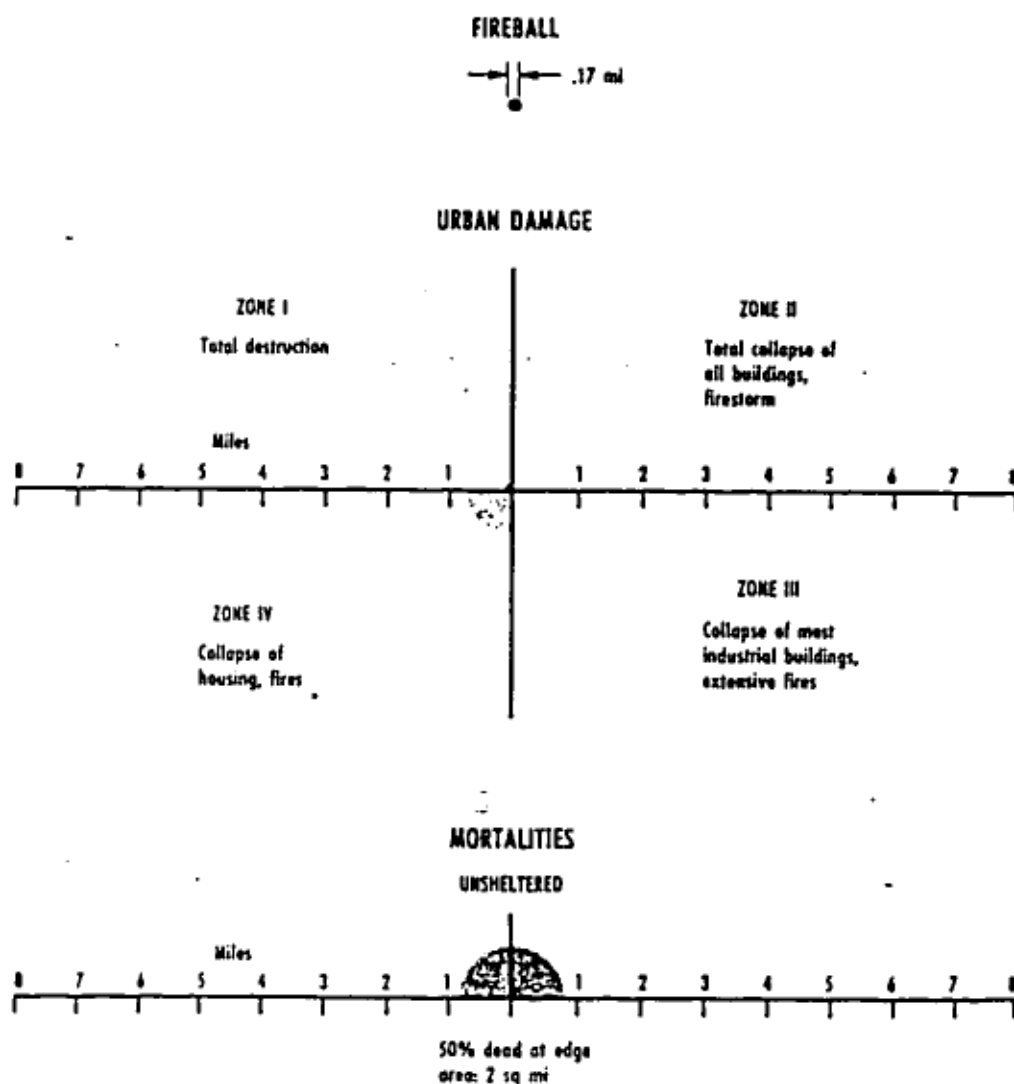 FIREBALL
.17 mi
URBAN DAMAGE
ZONE I
Total destruction
ZONE II
Total collapse of
all buildings,
firestorm
Miles
8 7 6 5 4 3 2 1 1 2 3 4 5 6 7 8
ZONE IV
Collapse of
housing, fires
ZONE III
Collapse of most
industrial buildings,
extensive fires
MORTALITIES
UNSHELTERED
Miles
8 7 6 5 4 3 2 1 1 2 3 4 5 6 7 8
50% dead at edge
area: 2 sq mi